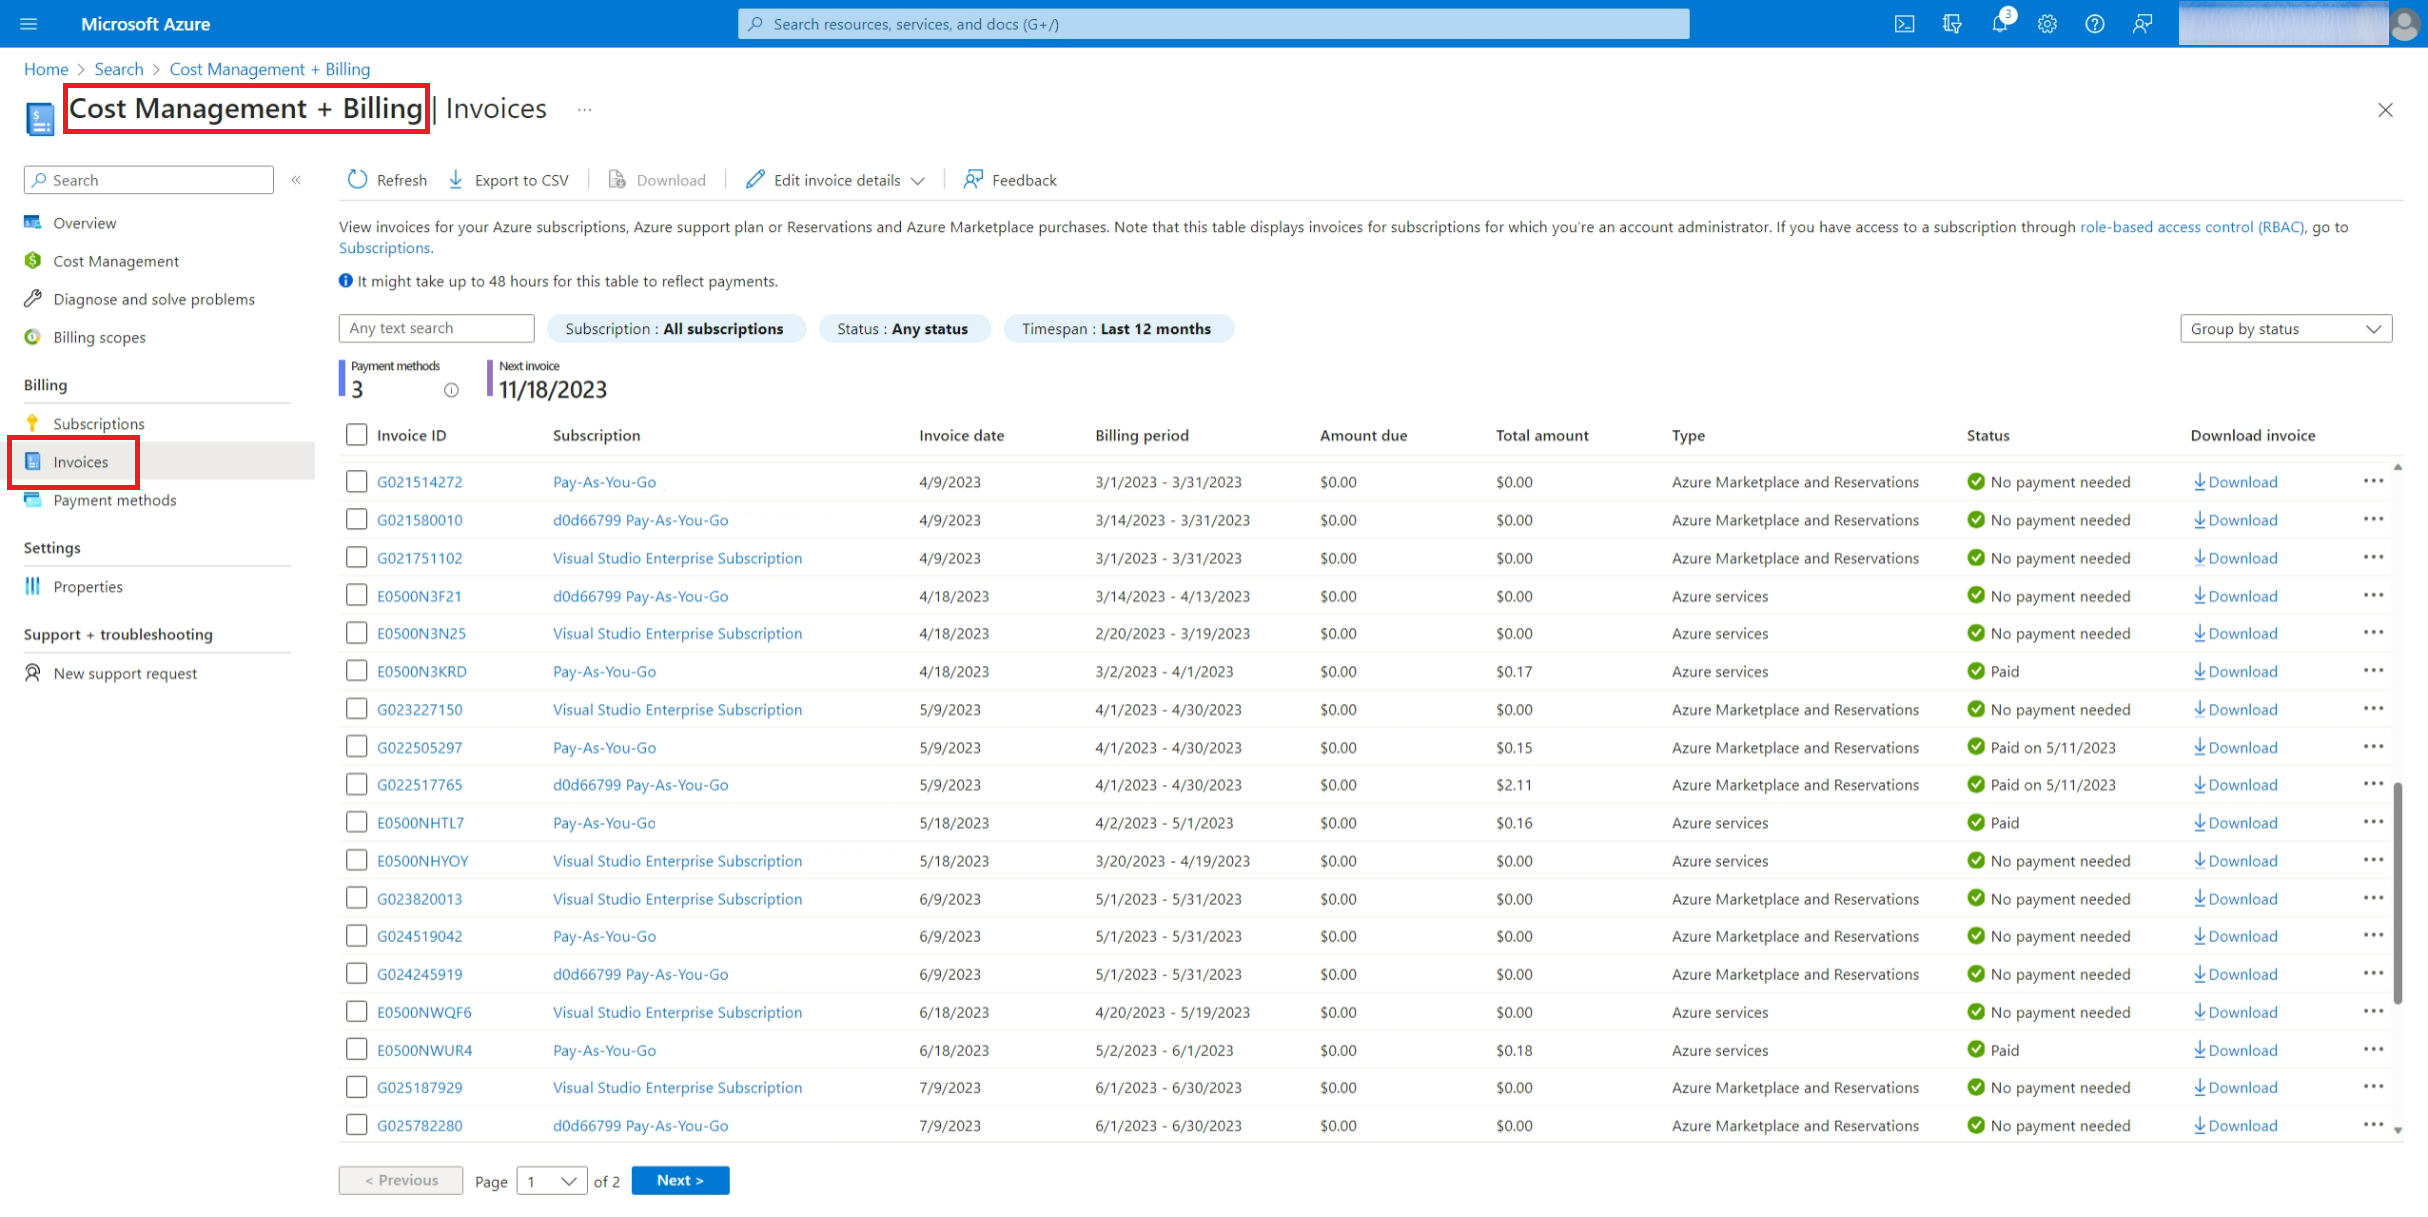 Microsoft Azure
Search resources, services, and docs (G+/)
3
Home > Search > Cost Management + Billing
Cost Management + Billing | Invoices ...
Search «
Overview
Cost Management
Diagnose and solve problems
Billing scopes
Billing
Subscriptions
Invoices
Payment methods
Settings
Properties
Support + troubleshooting
New support request
Refresh Export to CSV Download Edit invoice details Feedback
View invoices for your Azure subscriptions, Azure support plan or Reservations and Azure Marketplace purchases. Note that this table displays invoices for subscriptions for which you're an account administrator. If you have access to a subscription through role-based access control (RBAC), go to
Subscriptions.
It might take up to 48 hours for this table to reflect payments.
Any text search Subscription : All subscriptions Status : Any status Timespan : Last 12 months Group by status
Payment methods Next invoice
3 11/18/2023
Invoice ID Subscription Invoice date Billing period Amount due Total amount Type Status Download invoice
G021514272 Pay-As-You-Go 4/9/2023 3/1/2023 - 3/31/2023 $0.00 $0.00 Azure Marketplace and Reservations No payment needed Download ...
G021580010 d0d66799 Pay-As-You-Go 4/9/2023 3/14/2023 - 3/31/2023 $0.00 $0.00 Azure Marketplace and Reservations No payment needed Download ...
G021751102 Visual Studio Enterprise Subscription 4/9/2023 3/1/2023 - 3/31/2023 $0.00 $0.00 Azure Marketplace and Reservations No payment needed Download ...
E0500N3F21 d0d66799 Pay-As-You-Go 4/18/2023 3/14/2023 - 4/13/2023 $0.00 $0.00 Azure services No payment needed Download ...
E0500N3N25 Visual Studio Enterprise Subscription 4/18/2023 2/20/2023 - 3/19/2023 $0.00 $0.00 Azure services No payment needed Download ...
E0500N3KRD Pay-As-You-Go 4/18/2023 3/2/2023 - 4/1/2023 $0.00 $0.17 Azure services Paid Download ...
G023227150 Visual Studio Enterprise Subscription 5/9/2023 4/1/2023 - 4/30/2023 $0.00 $0.00 Azure Marketplace and Reservations No payment needed Download ...
G022505297 Pay-As-You-Go 5/9/2023 4/1/2023 - 4/30/2023 $0.00 $0.15 Azure Marketplace and Reservations Paid on 5/11/2023 Download ...
G022517765 d0d66799 Pay-As-You-Go 5/9/2023 4/1/2023 - 4/30/2023 $0.00 $2.11 Azure Marketplace and Reservations Paid on 5/11/2023 Download ...
E0500NHTL7 Pay-As-You-Go 5/18/2023 4/2/2023 - 5/1/2023 $0.00 $0.16 Azure services Paid Download ...
E0500NHYOY Visual Studio Enterprise Subscription 5/18/2023 3/20/2023 - 4/19/2023 $0.00 $0.00 Azure services No payment needed Download ...
G023820013 Visual Studio Enterprise Subscription 6/9/2023 5/1/2023 - 5/31/2023 $0.00 $0.00 Azure Marketplace and Reservations No payment needed Download ...
G024519042 Pay-As-You-Go 6/9/2023 5/1/2023 - 5/31/2023 $0.00 $0.00 Azure Marketplace and Reservations No payment needed Download ...
G024245919 d0d66799 Pay-As-You-Go 6/9/2023 5/1/2023 - 5/31/2023 $0.00 $0.00 Azure Marketplace and Reservations No payment needed Download ...
E0500NWQF6 Visual Studio Enterprise Subscription 6/18/2023 4/20/2023 - 5/19/2023 $0.00 $0.00 Azure services No payment needed Download ...
E0500NWUR4 Pay-As-You-Go 6/18/2023 5/2/2023 - 6/1/2023 $0.00 $0.18 Azure services Paid Download ...
G025187929 Visual Studio Enterprise Subscription 7/9/2023 6/1/2023 - 6/30/2023 $0.00 $0.00 Azure Marketplace and Reservations No payment needed Download ...
G025782280 d0d66799 Pay-As-You-Go 7/9/2023 6/1/2023 - 6/30/2023 $0.00 $0.00 Azure Marketplace and Reservations No payment needed Download ...
< Previous Page 1 of 2 Next >